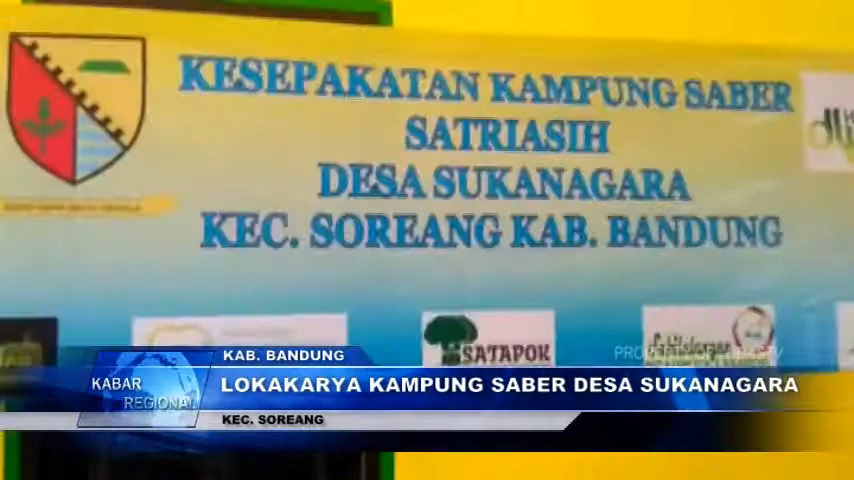 KESEPAKATAN KAMPUNG SABER
SATRIASIH
DESA SUKANAGARA
KEC. SOREANG KAB. BANDUNG
SATAPOK
KAB. BANDUNG
KABAR
REGIONAL
LOKAKARYA KAMPUNG SABER DESA SUKANAGARA
KEC. SOREANG